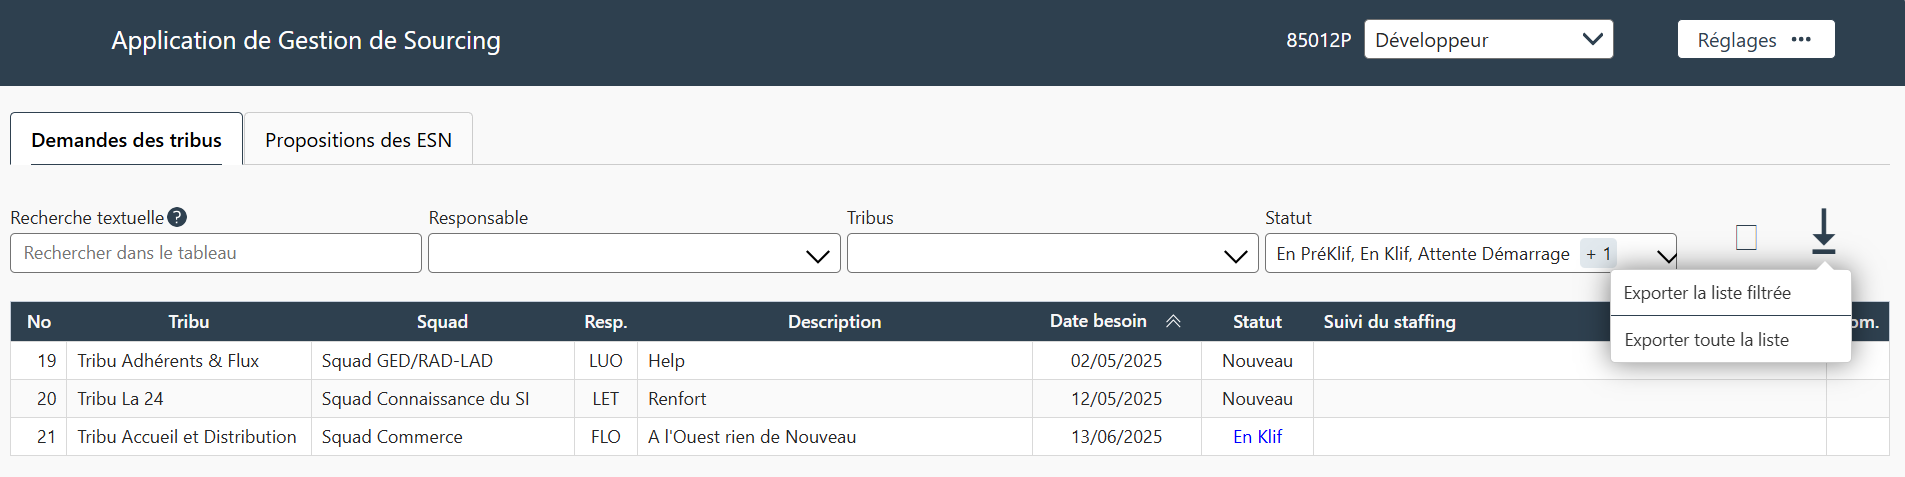 Application de Gestion de Sourcing
85012P
Développeur
Réglages •••
Demandes des tribus
Propositions des ESN
Recherche textuelle ?
Responsable
Tribus
Statut
Rechercher dans le tableau
En PréKlif, En Klif, Attente Démarrage + 1
Exporter la liste filtrée
Exporter toute la liste
No Tribu Squad Resp. Description Date besoin Statut Suivi du staffing om.
19 Tribu Adhérents & Flux Squad GED/RAD-LAD LUO Help 02/05/2025 Nouveau
20 Tribu La 24 Squad Connaissance du SI LET Renfort 12/05/2025 Nouveau
21 Tribu Accueil et Distribution Squad Commerce FLO A l'Ouest rien de Nouveau 13/06/2025 En Klif